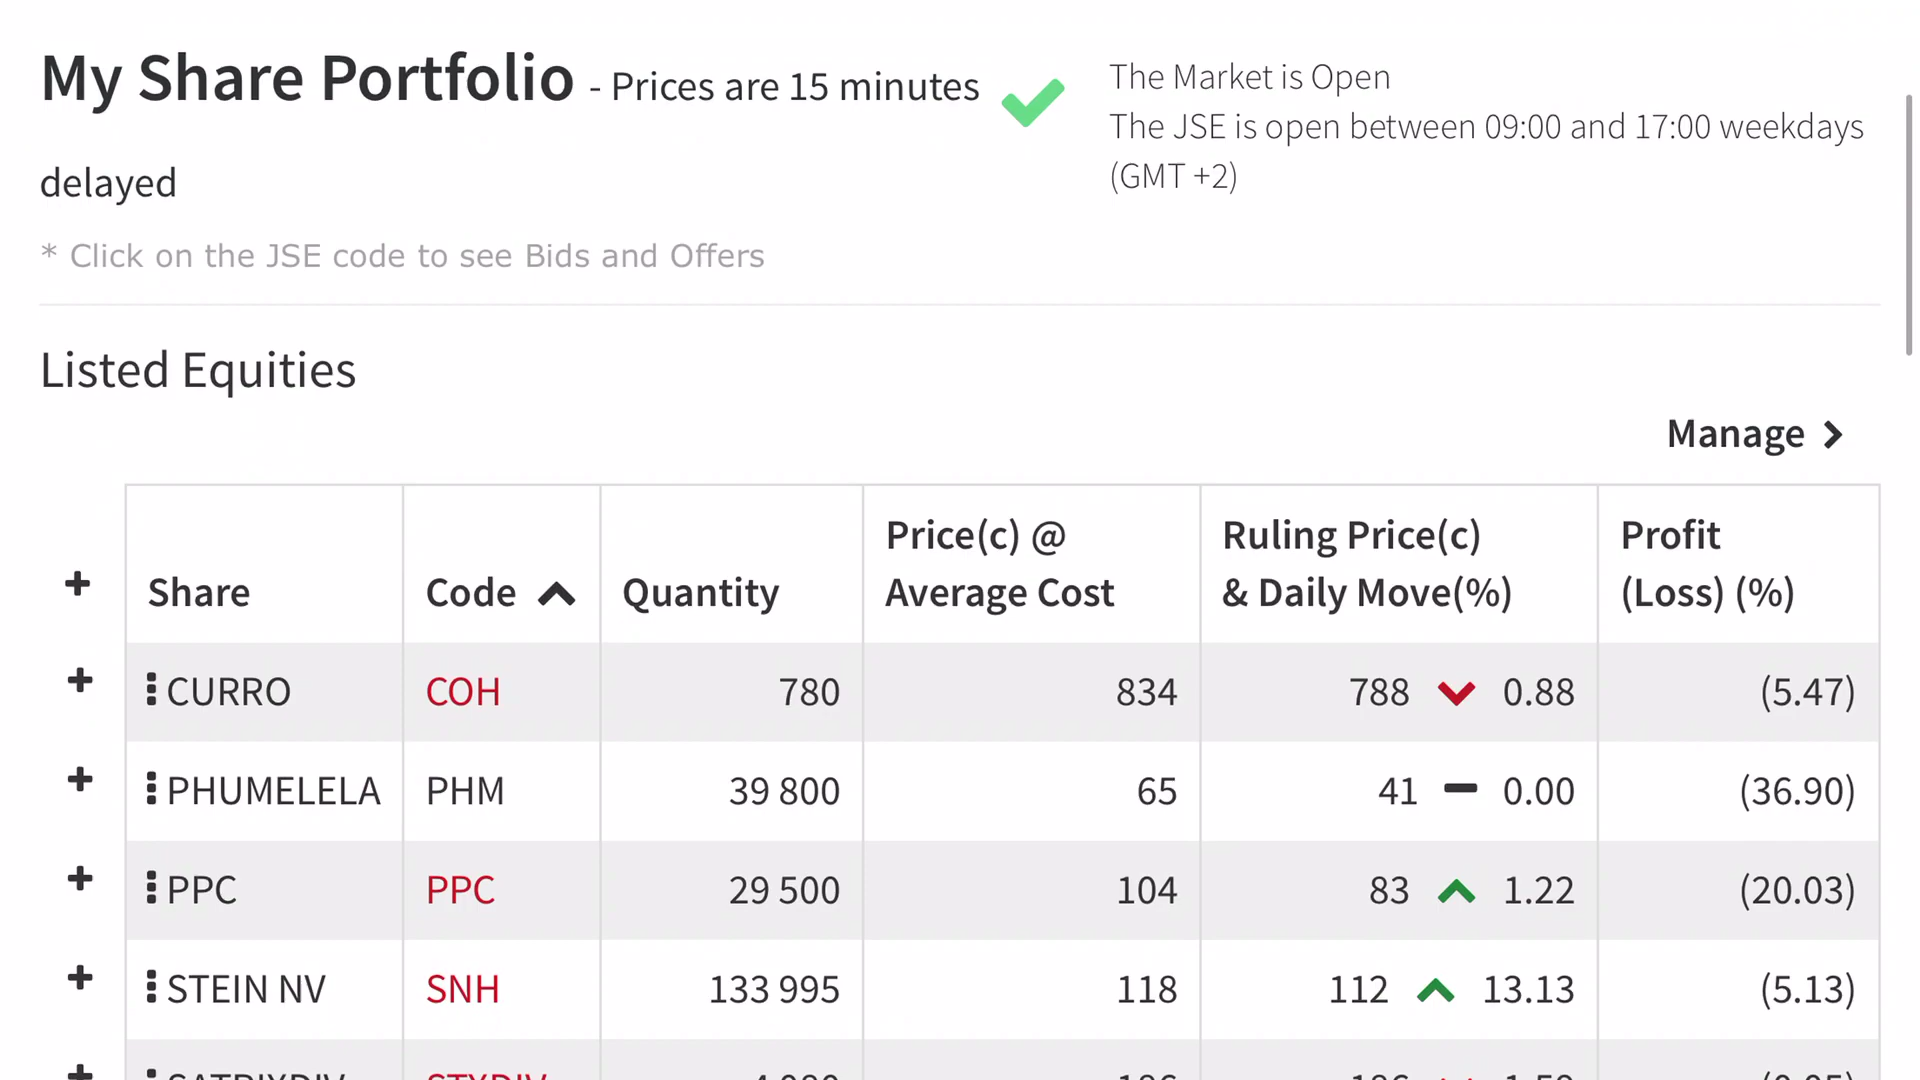 My Share Portfolio - Prices are 15 minutes
delayed
The Market is Open
The JSE is open between 09:00 and 17:00 weekdays
(GMT +2)
* Click on the JSE code to see Bids and Offers
Listed Equities
Manage
Share Code Quantity Price(c) @ Average Cost Ruling Price(c) & Daily Move(%) Profit (Loss) (%)
CURRO COH 780 834 788 0.88 (5.47)
PHUMELELA PHM 39 800 65 41 0.00 (36.90)
PPC PPC 29 500 104 83 1.22 (20.03)
STEIN NV SNH 133 995 118 112 13.13 (5.13)